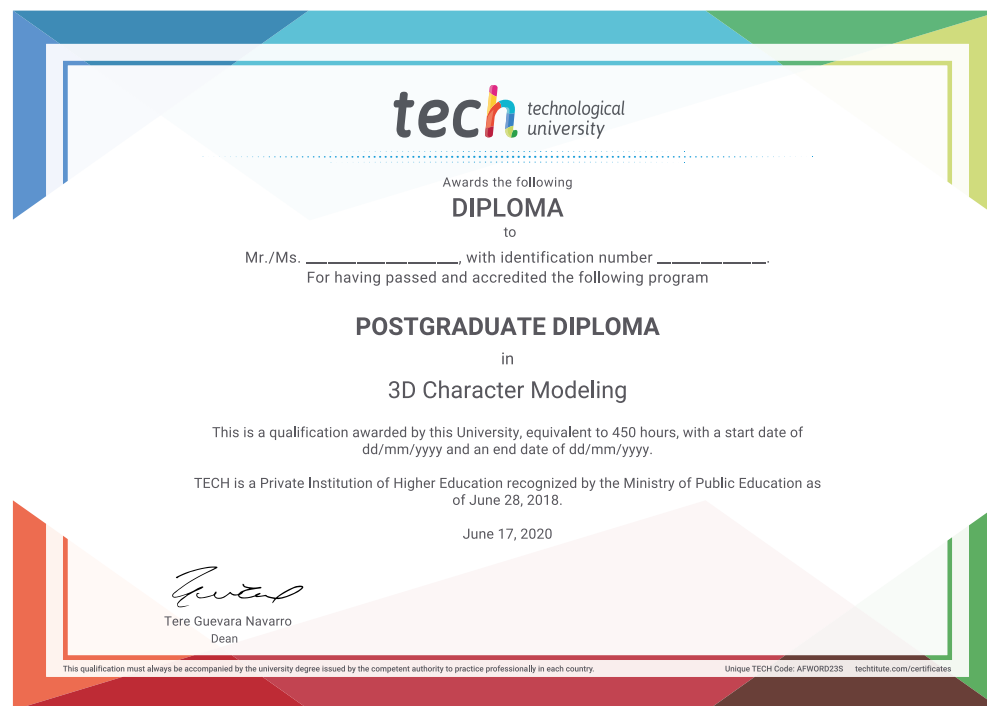 tech technological
university
Awards the following
DIPLOMA
to
Mr./Ms. ____________________, with identification number ______________.
For having passed and accredited the following program
POSTGRADUATE DIPLOMA
in
3D Character Modeling
This is a qualification awarded by this University, equivalent to 450 hours, with a start date of
dd/mm/yyyy and an end date of dd/mm/yyyy.
TECH is a Private Institution of Higher Education recognized by the Ministry of Public Education as
of June 28, 2018.
June 17, 2020
Tere Guevara Navarro
Dean
This qualification must always be accompanied by the university degree issued by the competent authority to practice professionally in each country. Unique TECH Code: AFWORD23S techtitute.com/certificates